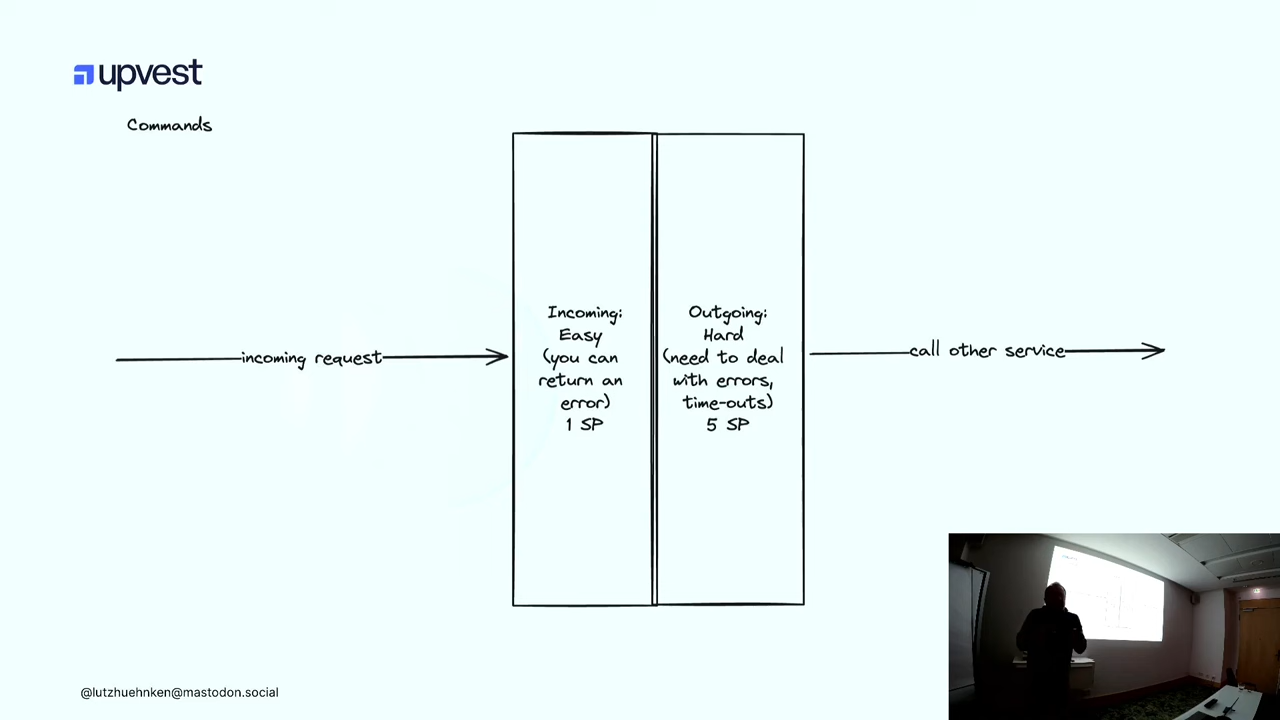 upvest
Commands
incoming request
Incoming:
Easy
(you can
return an
error)
1 SP
Outgoing:
Hard
(need to deal
with errors,
time-outs)
5 SP
call other service
@lutzhuehnken@mastodon.social